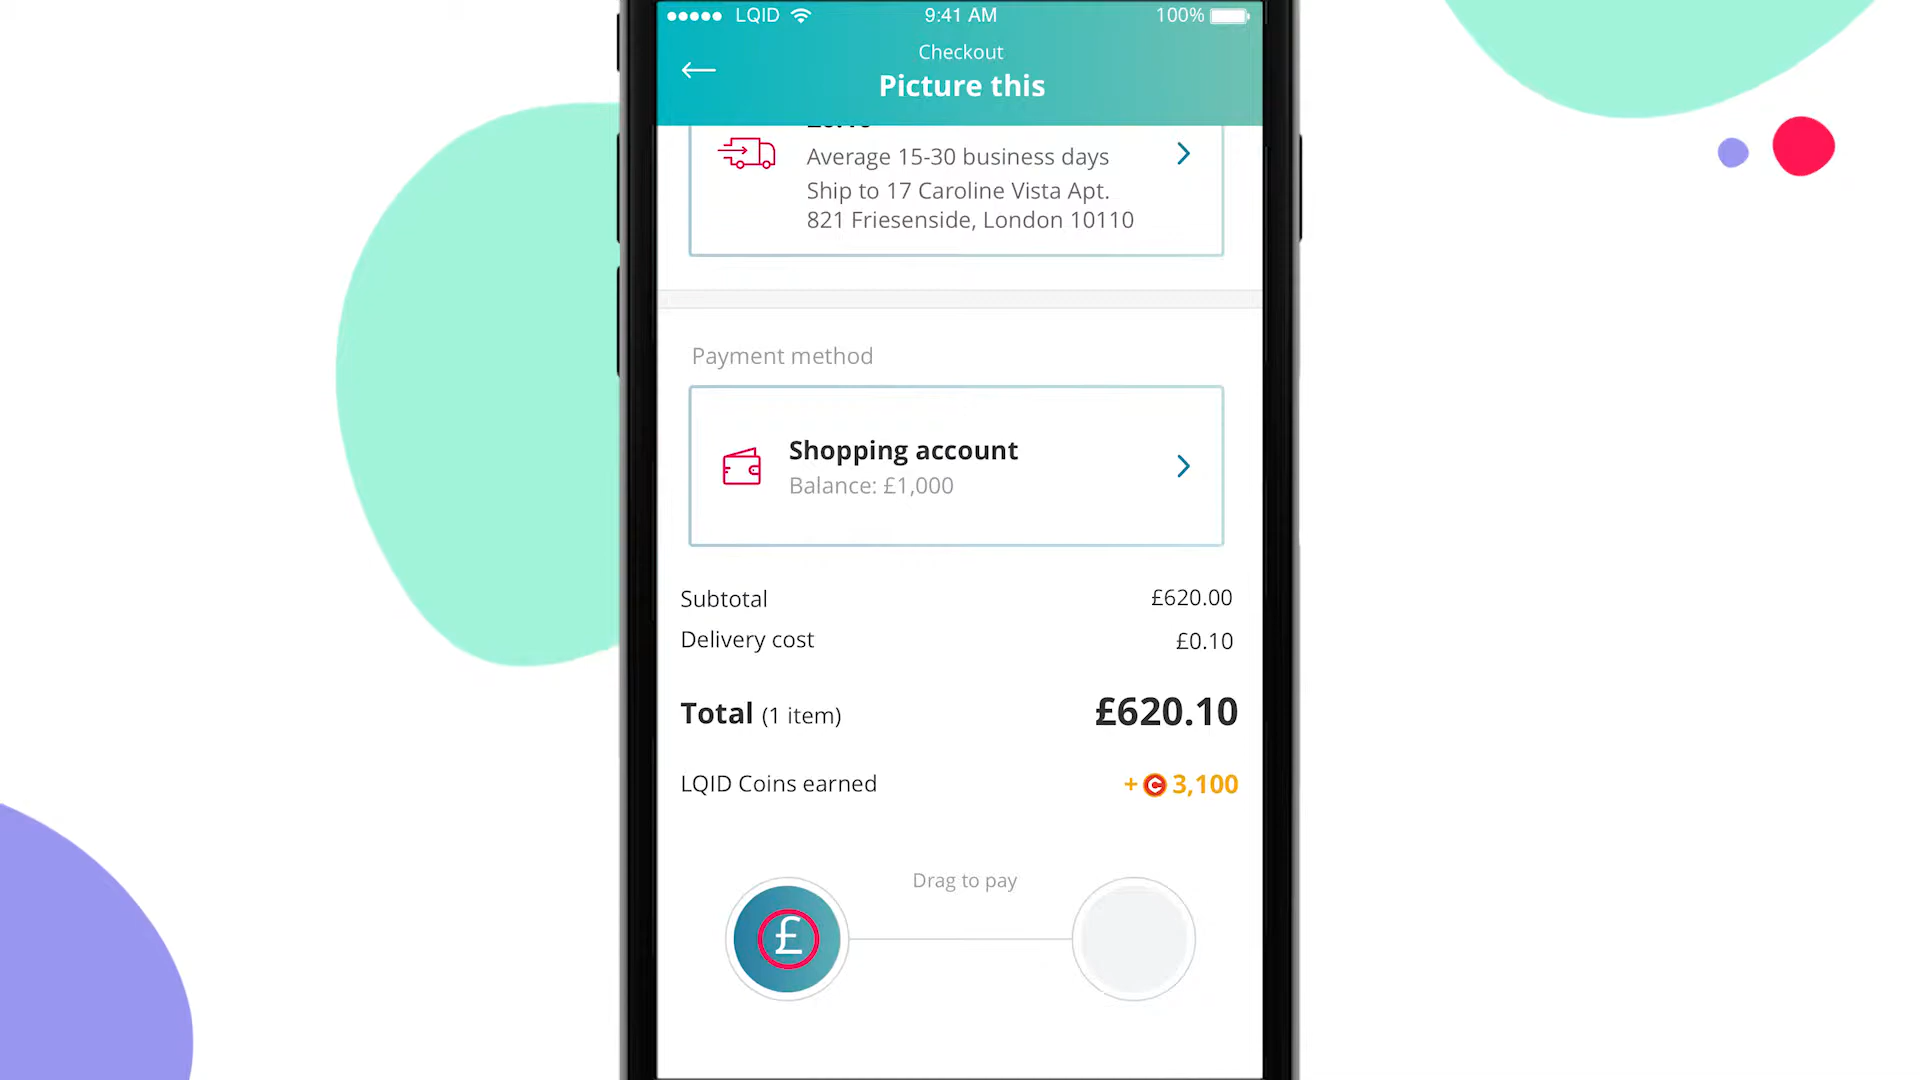 LQID
9:41 AM
100%
Checkout
Picture this
Average 15-30 business days
Ship to 17 Caroline Vista Apt.
821 Friesenside, London 10110
Payment method
Shopping account
Balance: £1,000
Subtotal £620.00
Delivery cost £0.10
Total (1 item) £620.10
LQID Coins earned + 3,100
Drag to pay
£